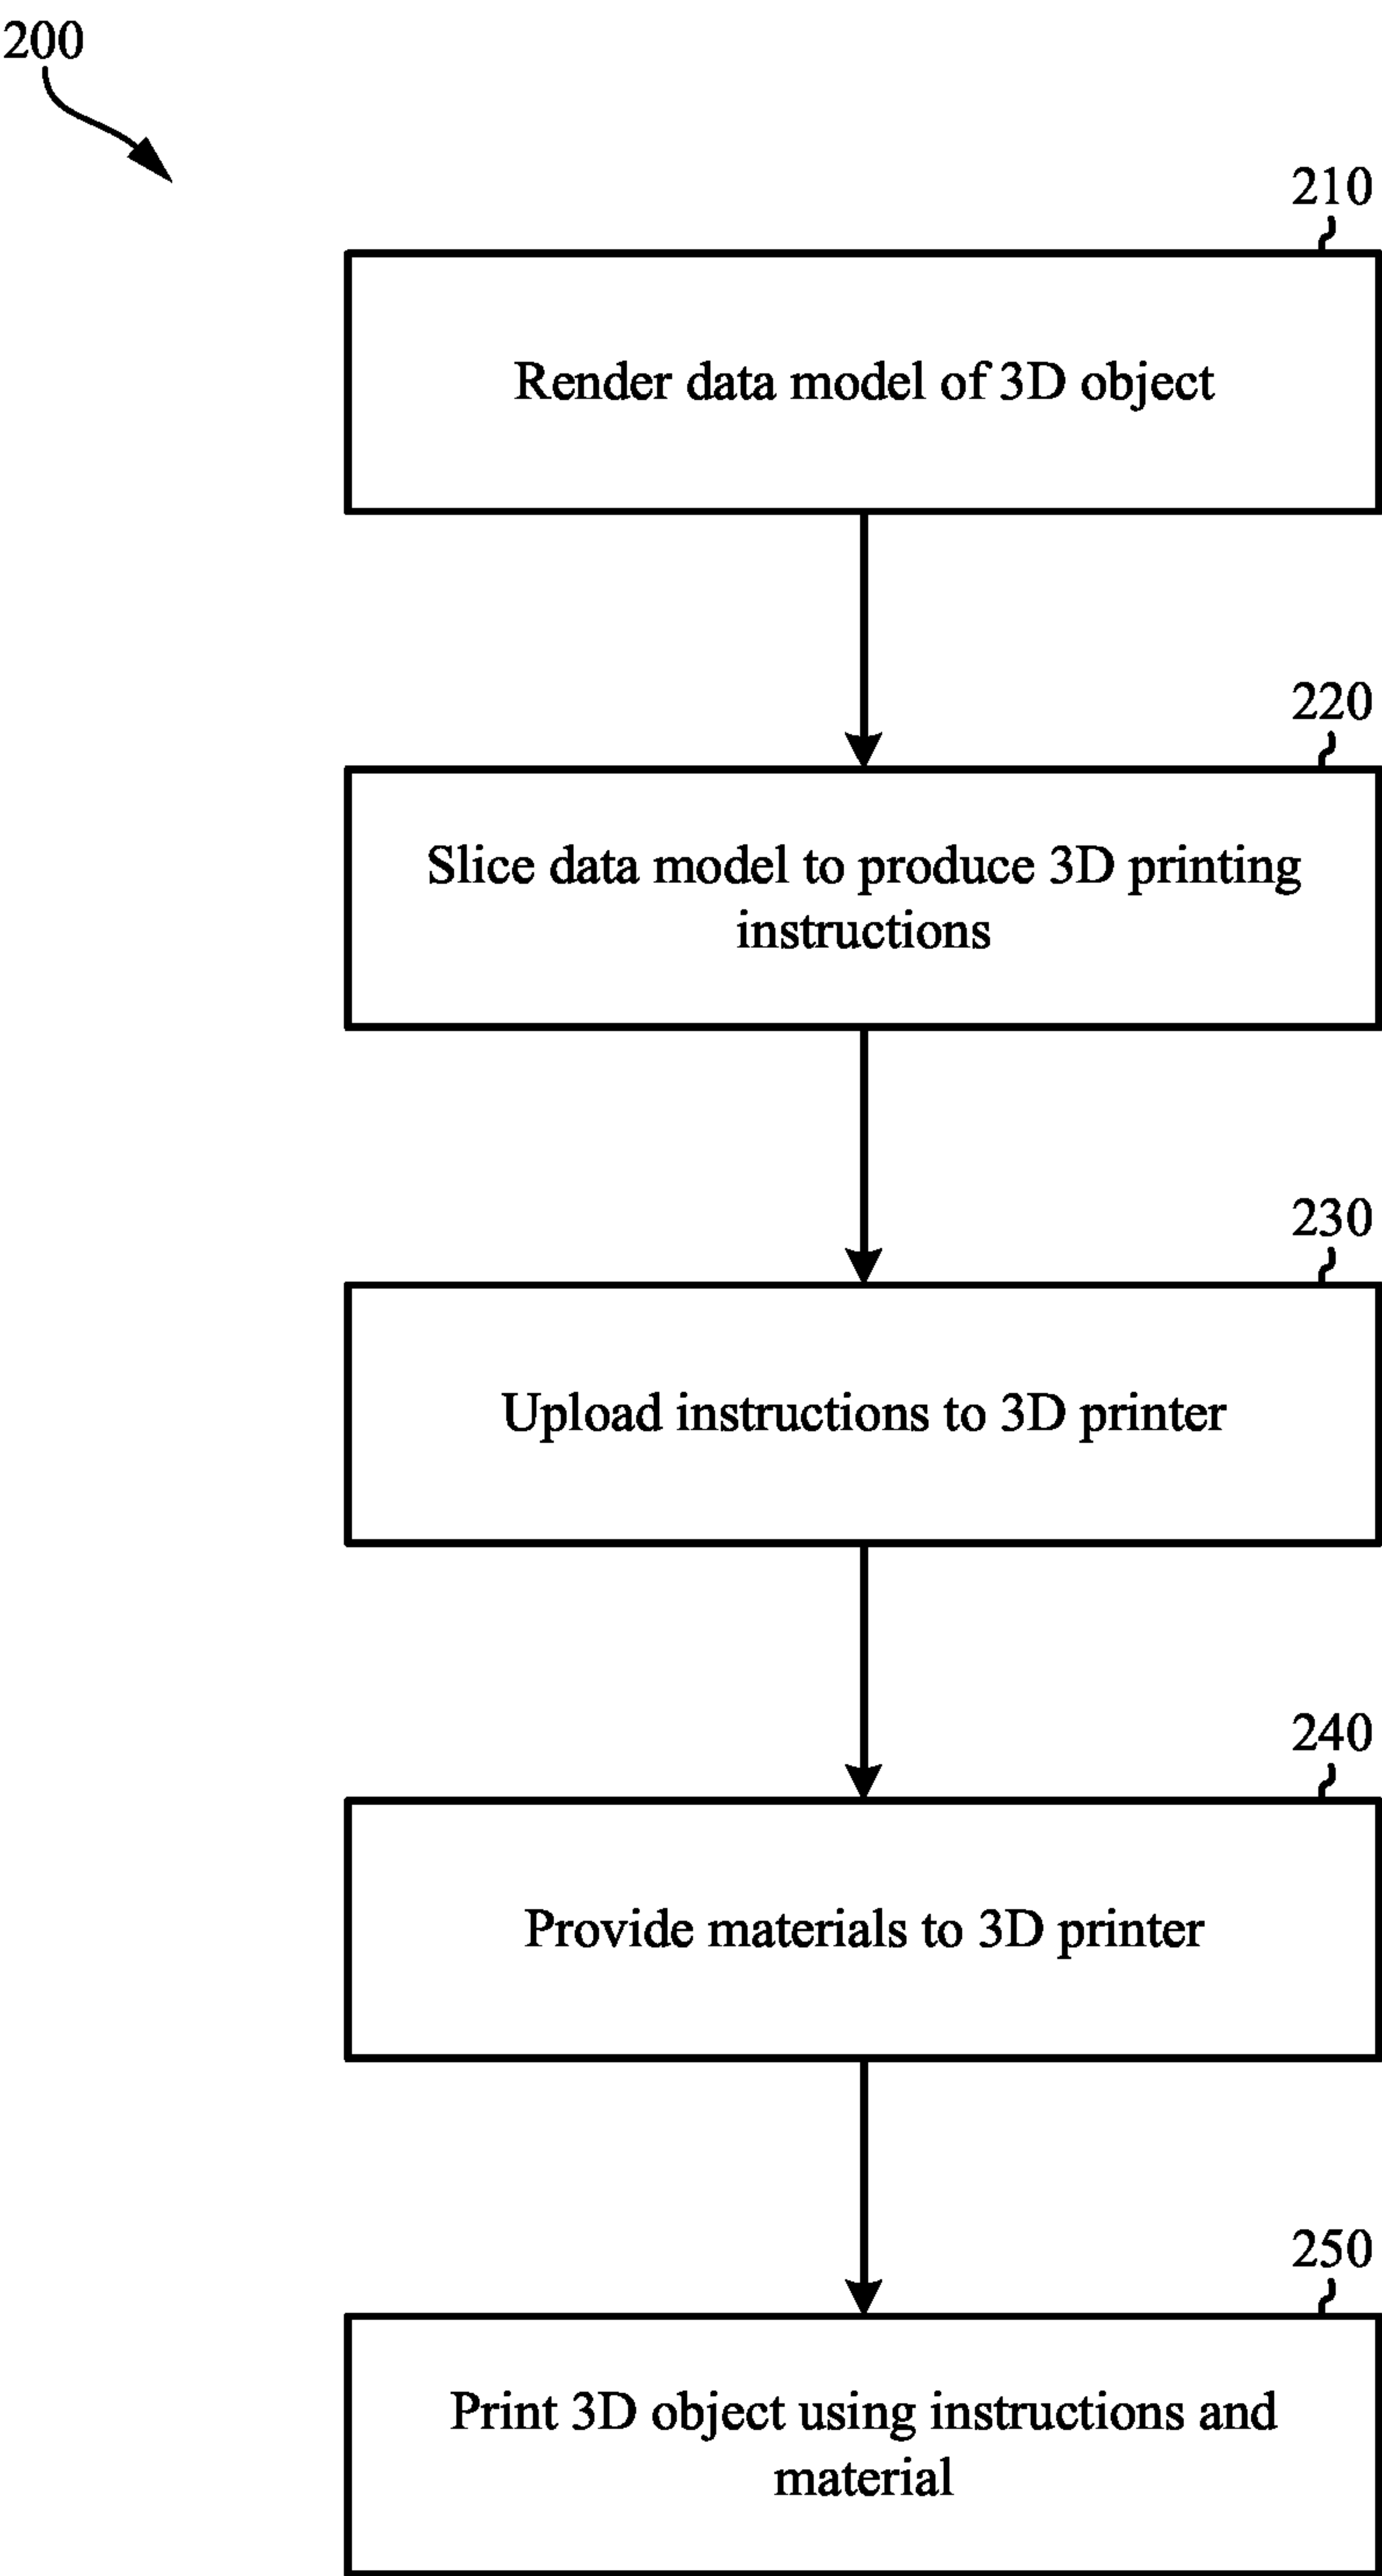 200
210
Render data model of 3D object
220
Slice data model to produce 3D printing
instructions
230
Upload instructions to 3D printer
240
Provide materials to 3D printer
250
Print 3D object using instructions and
material